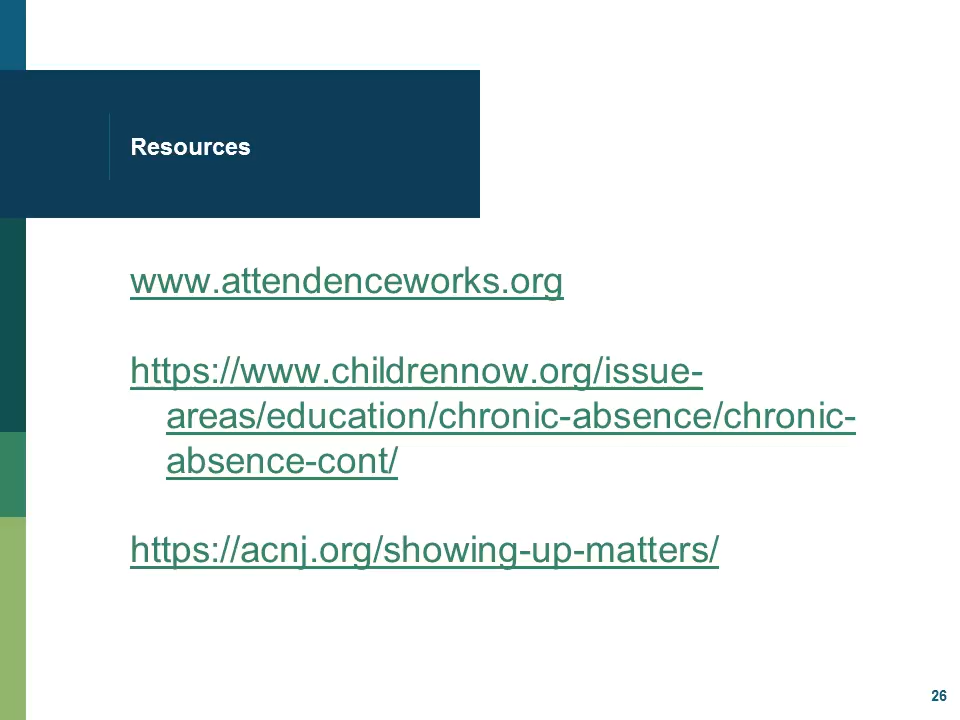 Resources
www.attendenceworks.org
https://www.childrennow.org/issue-
areas/education/chronic-absence/chronic-
absence-cont/
https://acnj.org/showing-up-matters/
26